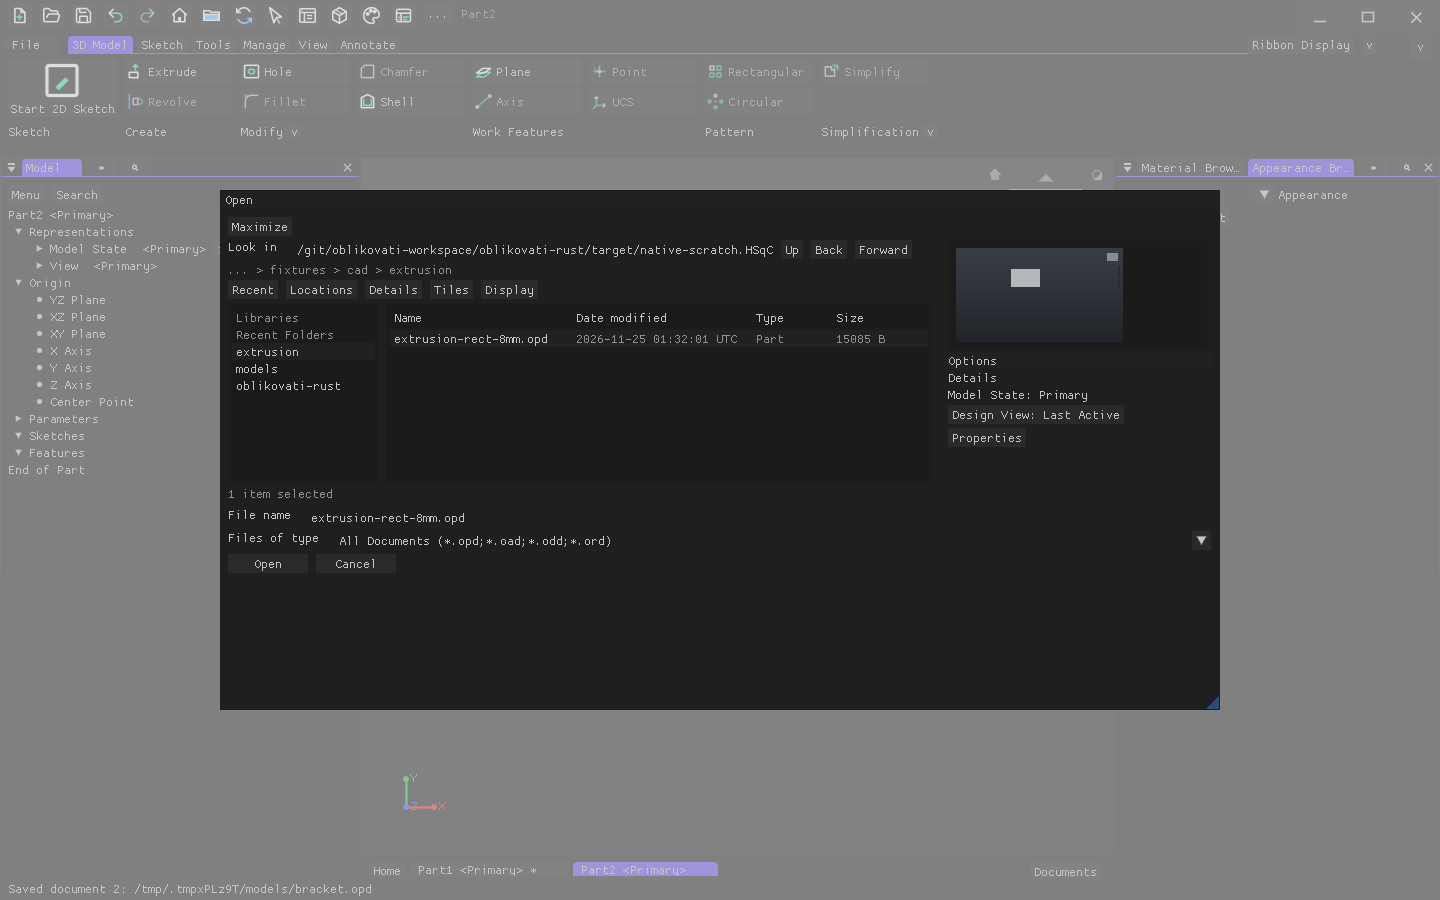 ... Part2
File 3D Model Sketch Tools Manage View Annotate Ribbon Display v v
Extrude Hole Chamfer Plane Point Rectangular Simplify
Start 2D Sketch Revolve Fillet Shell Axis UCS Circular
Sketch Create Modify v Work Features Pattern Simplification v
Model Material Brow… Appearance Br…
Menu Search Appearance
Part2 <Primary>
Representations
Model State <Primary>
View <Primary>
Origin
YZ Plane
XZ Plane
XY Plane
X Axis
Y Axis
Z Axis
Center Point
Parameters
Sketches
Features
End of Part
Open
Maximize
Look in /git/oblikovati-workspace/oblikovati-rust/target/native-scratch.HSqC Up Back Forward
... > fixtures > cad > extrusion
Recent Locations Details Tiles Display
Libraries
Recent Folders
extrusion
models
oblikovati-rust
Name Date modified Type Size
extrusion-rect-8mm.opd 2026-11-25 01:32:01 UTC Part 15085 B
Options
Details
Model State: Primary
Design View: Last Active
Properties
1 item selected
File name extrusion-rect-8mm.opd
Files of type All Documents (*.opd;*.oad;*.odd;*.ord)
Open Cancel
Y
Z X
Home Part1 <Primary> * Part2 <Primary> Documents
Saved document 2: /tmp/.tmpxPLz9T/models/bracket.opd